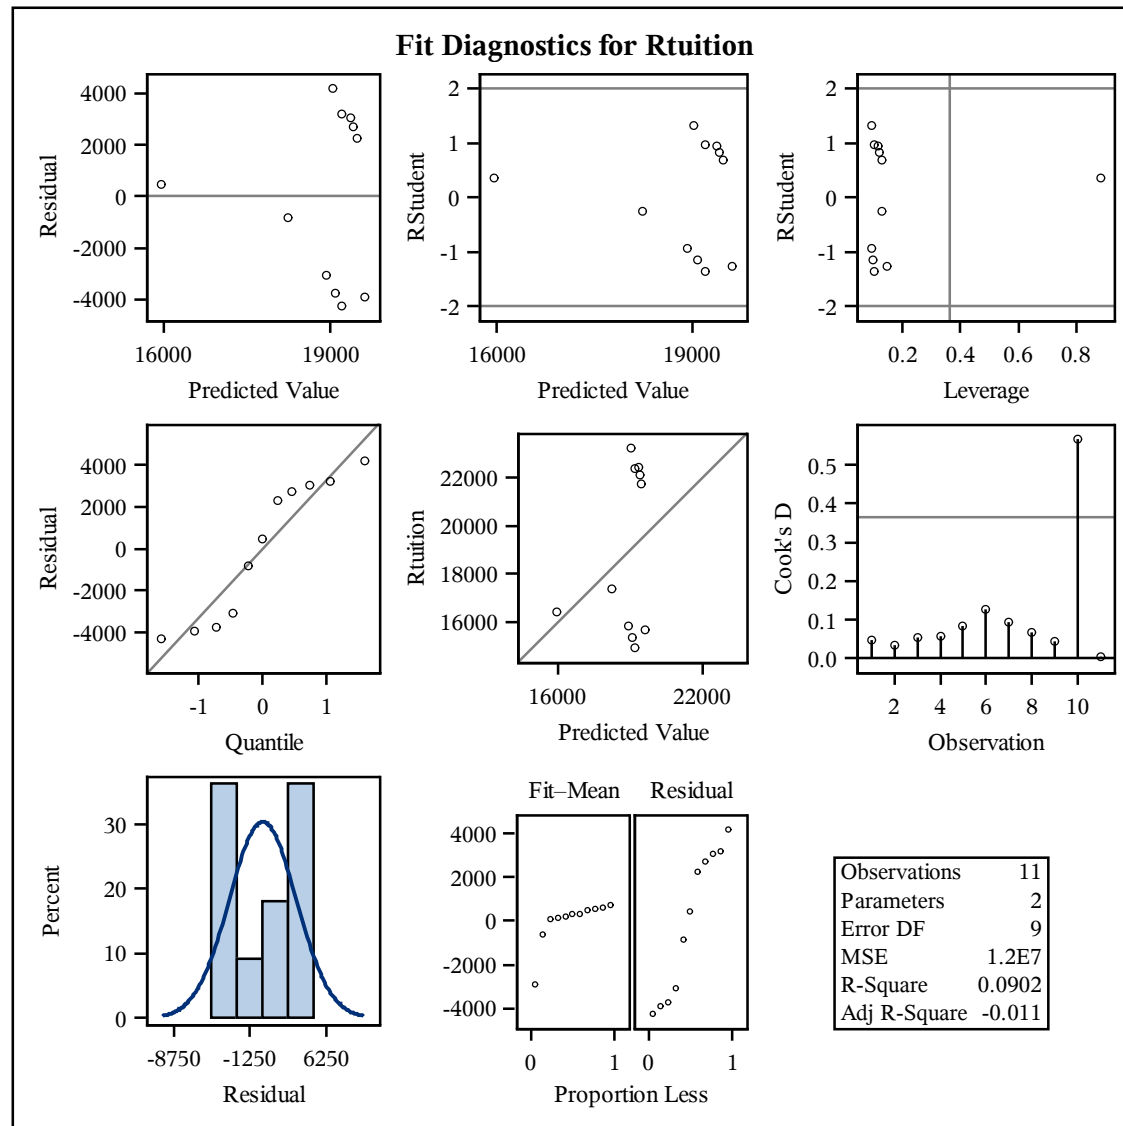 Fit Diagnostics for Rtuition
4000
2000
0
-2000
-4000
Residual
16000 19000
Predicted Value
2
1
0
-1
-2
RStudent
16000 19000
Predicted Value
2
1
0
-1
-2
RStudent
0.2 0.4 0.6 0.8
Leverage
4000
2000
0
-2000
-4000
Residual
-1 0 1
Quantile
22000
20000
18000
16000
Rtuition
16000 22000
Predicted Value
0.5
0.4
0.3
0.2
0.1
0.0
Cook's D
2 4 6 8 10
Observation
30
20
10
0
Percent
-8750 -1250 6250
Residual
Fit–Mean Residual
4000
2000
0
-2000
-4000
0 1 0 1
Proportion Less
Observations 11
Parameters 2
Error DF 9
MSE 1.2E7
R-Square 0.0902
Adj R-Square -0.011